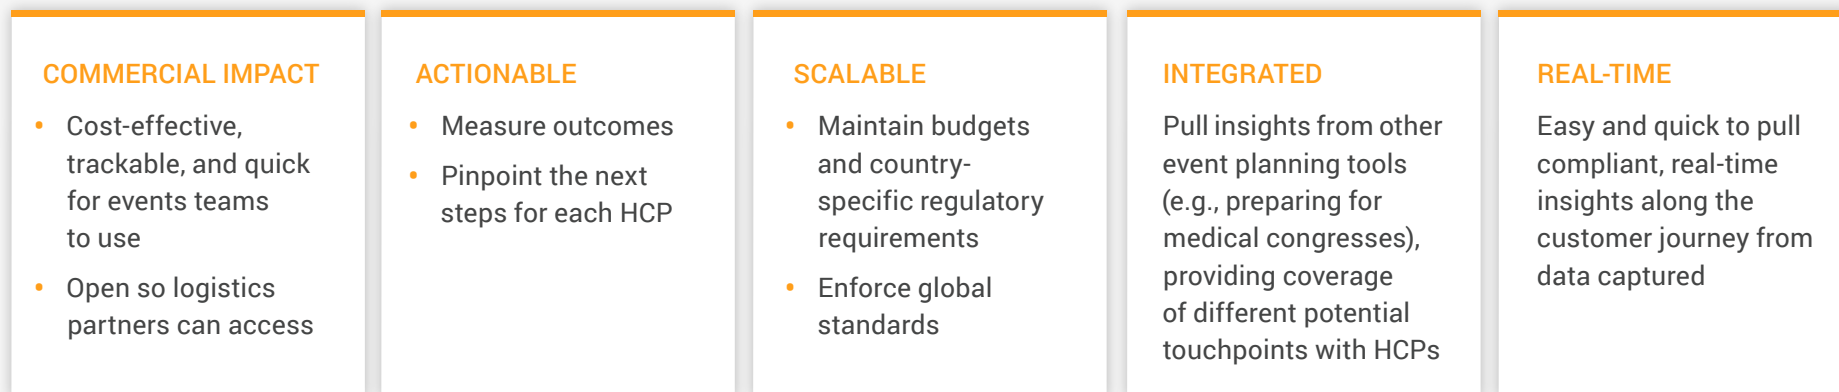 COMMERCIAL IMPACT
• Cost-effective,
trackable, and quick
for events teams
to use
• Open so logistics
partners can access
ACTIONABLE
• Measure outcomes
• Pinpoint the next
steps for each HCP
SCALABLE
• Maintain budgets
and country-
specific regulatory
requirements
• Enforce global
standards
INTEGRATED
Pull insights from other
event planning tools
(e.g., preparing for
medical congresses),
providing coverage
of different potential
touchpoints with HCPs
REAL-TIME
Easy and quick to pull
compliant, real-time
insights along the
customer journey from
data captured